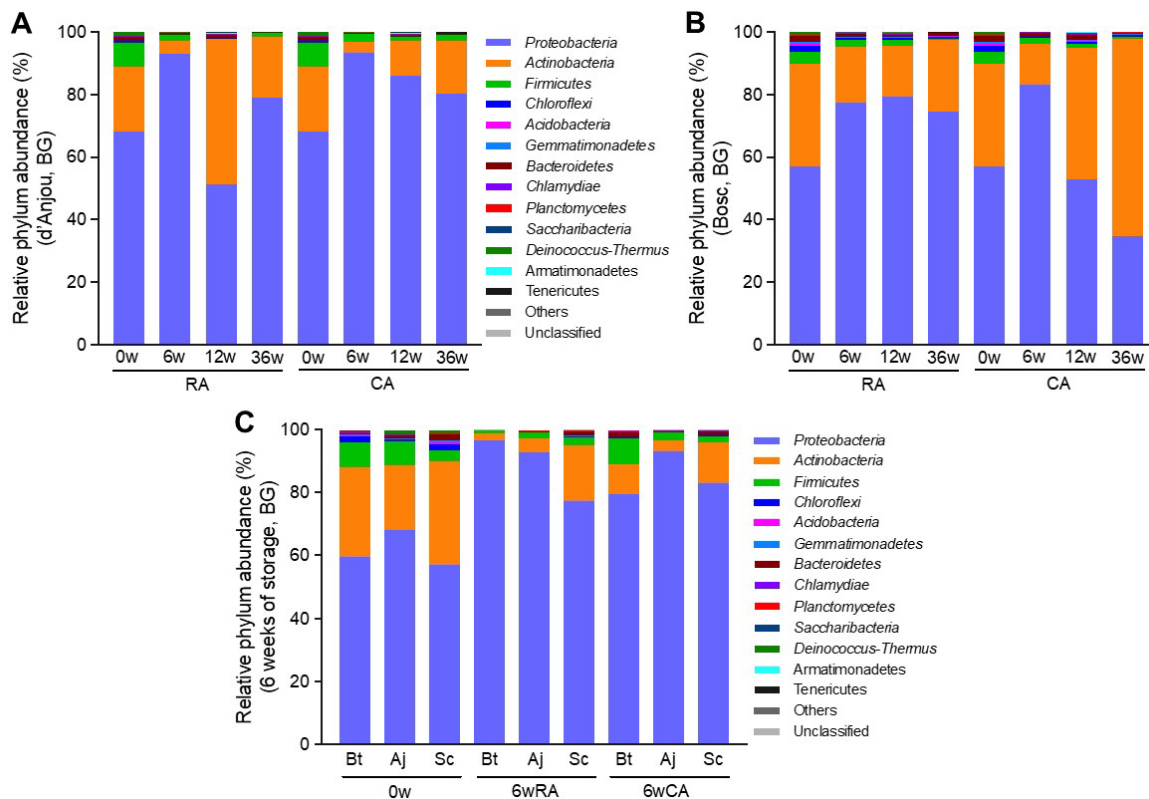 A
Relative phylum abundance (%)
(d'Anjou, BG)
100
80
60
40
20
0
0w 6w 12w 36w 0w 6w 12w 36w
RA CA
Proteobacteria
Actinobacteria
Firmicutes
Chloroflexi
Acidobacteria
Gemmatimonadetes
Bacteroidetes
Chlamydiae
Planctomycetes
Saccharibacteria
Deinococcus-Thermus
Armatimonadetes
Tenericutes
Others
Unclassified
B
Relative phylum abundance (%)
(Bosc, BG)
100
80
60
40
20
0
0w 6w 12w 36w 0w 6w 12w 36w
RA CA
C
Relative phylum abundance (%)
(6 weeks of storage, BG)
100
80
60
40
20
0
Bt Aj Sc Bt Aj Sc Bt Aj Sc
0w 6wRA 6wCA
Proteobacteria
Actinobacteria
Firmicutes
Chloroflexi
Acidobacteria
Gemmatimonadetes
Bacteroidetes
Chlamydiae
Planctomycetes
Saccharibacteria
Deinococcus-Thermus
Armatimonadetes
Tenericutes
Others
Unclassified